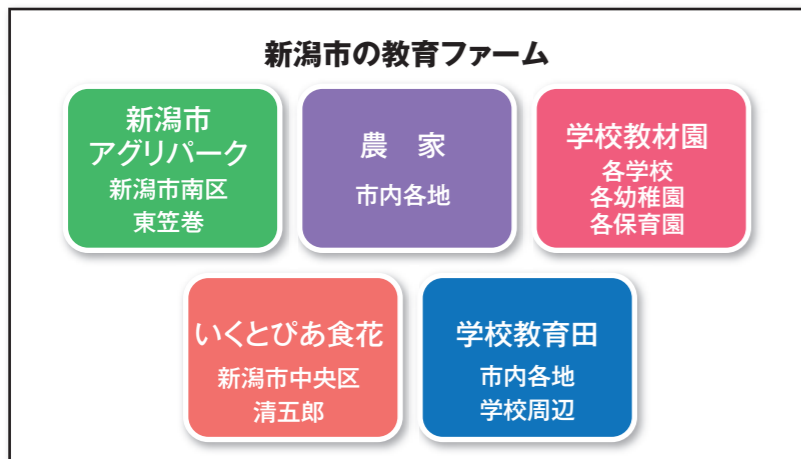 新潟市の教育ファーム
新潟市
アグリパーク
新潟市南区
東笠巻
農　家
市内各地
学校教材園
各学校
各幼稚園
各保育園
いくとぴあ食花
新潟市中央区
清五郎
学校教育田
市内各地
学校周辺